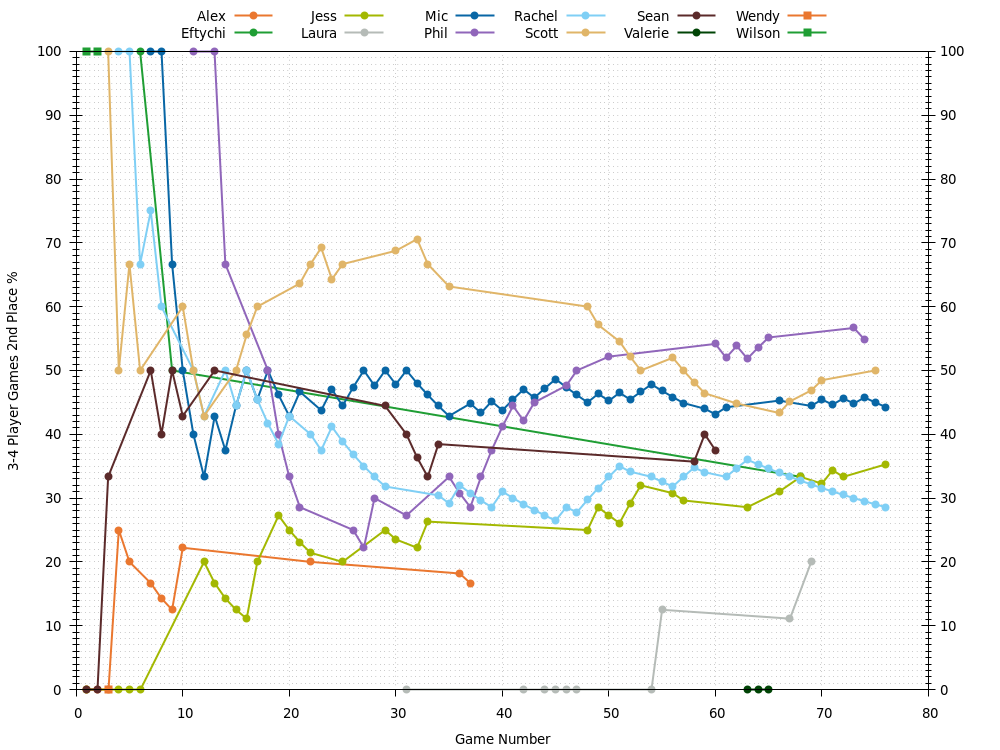 Alex Jess Mic Rachel Sean Wendy
Eftychi Laura Phil Scott Valerie Wilson
100 100
90 90
80 80
70 70
60 60
50 50
40 40
30 30
20 20
10 10
0 0
0 10 20 30 40 50 60 70 80
3-4 Player Games 2nd Place %
Game Number